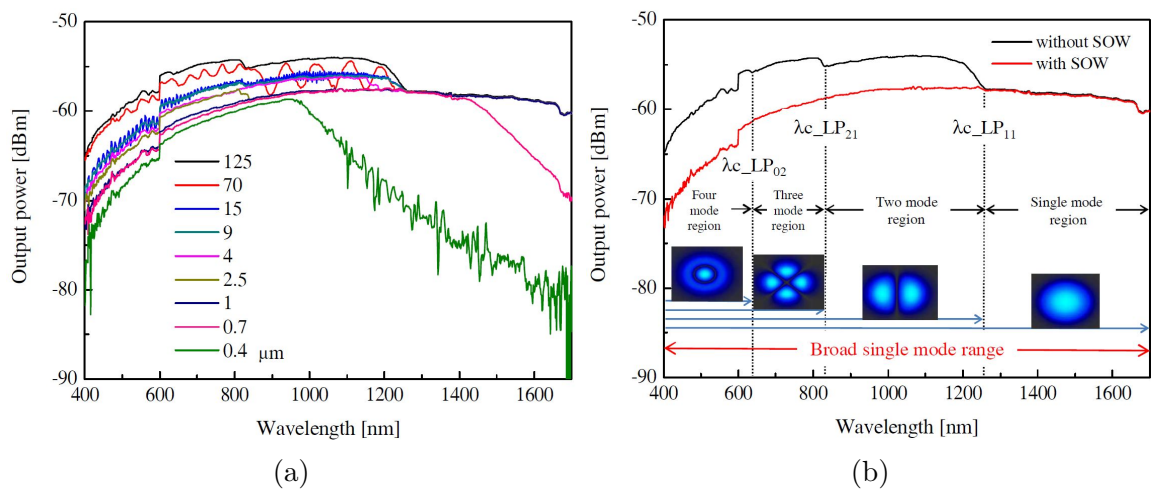 -50
-60
-70
-80
-90
Output power [dBm]
125
70
15
9
4
2.5
1
0.7
0.4 µm
400 600 800 1000 1200 1400 1600
Wavelength [nm]
(a)
-50
-60
-70
-80
-90
Output power [dBm]
without SOW
with SOW
λc_LP21
λc_LP11
λc_LP02
Four mode region
Three mode region
Two mode region
Single mode region
Broad single mode range
400 600 800 1000 1200 1400 1600
Wavelength [nm]
(b)